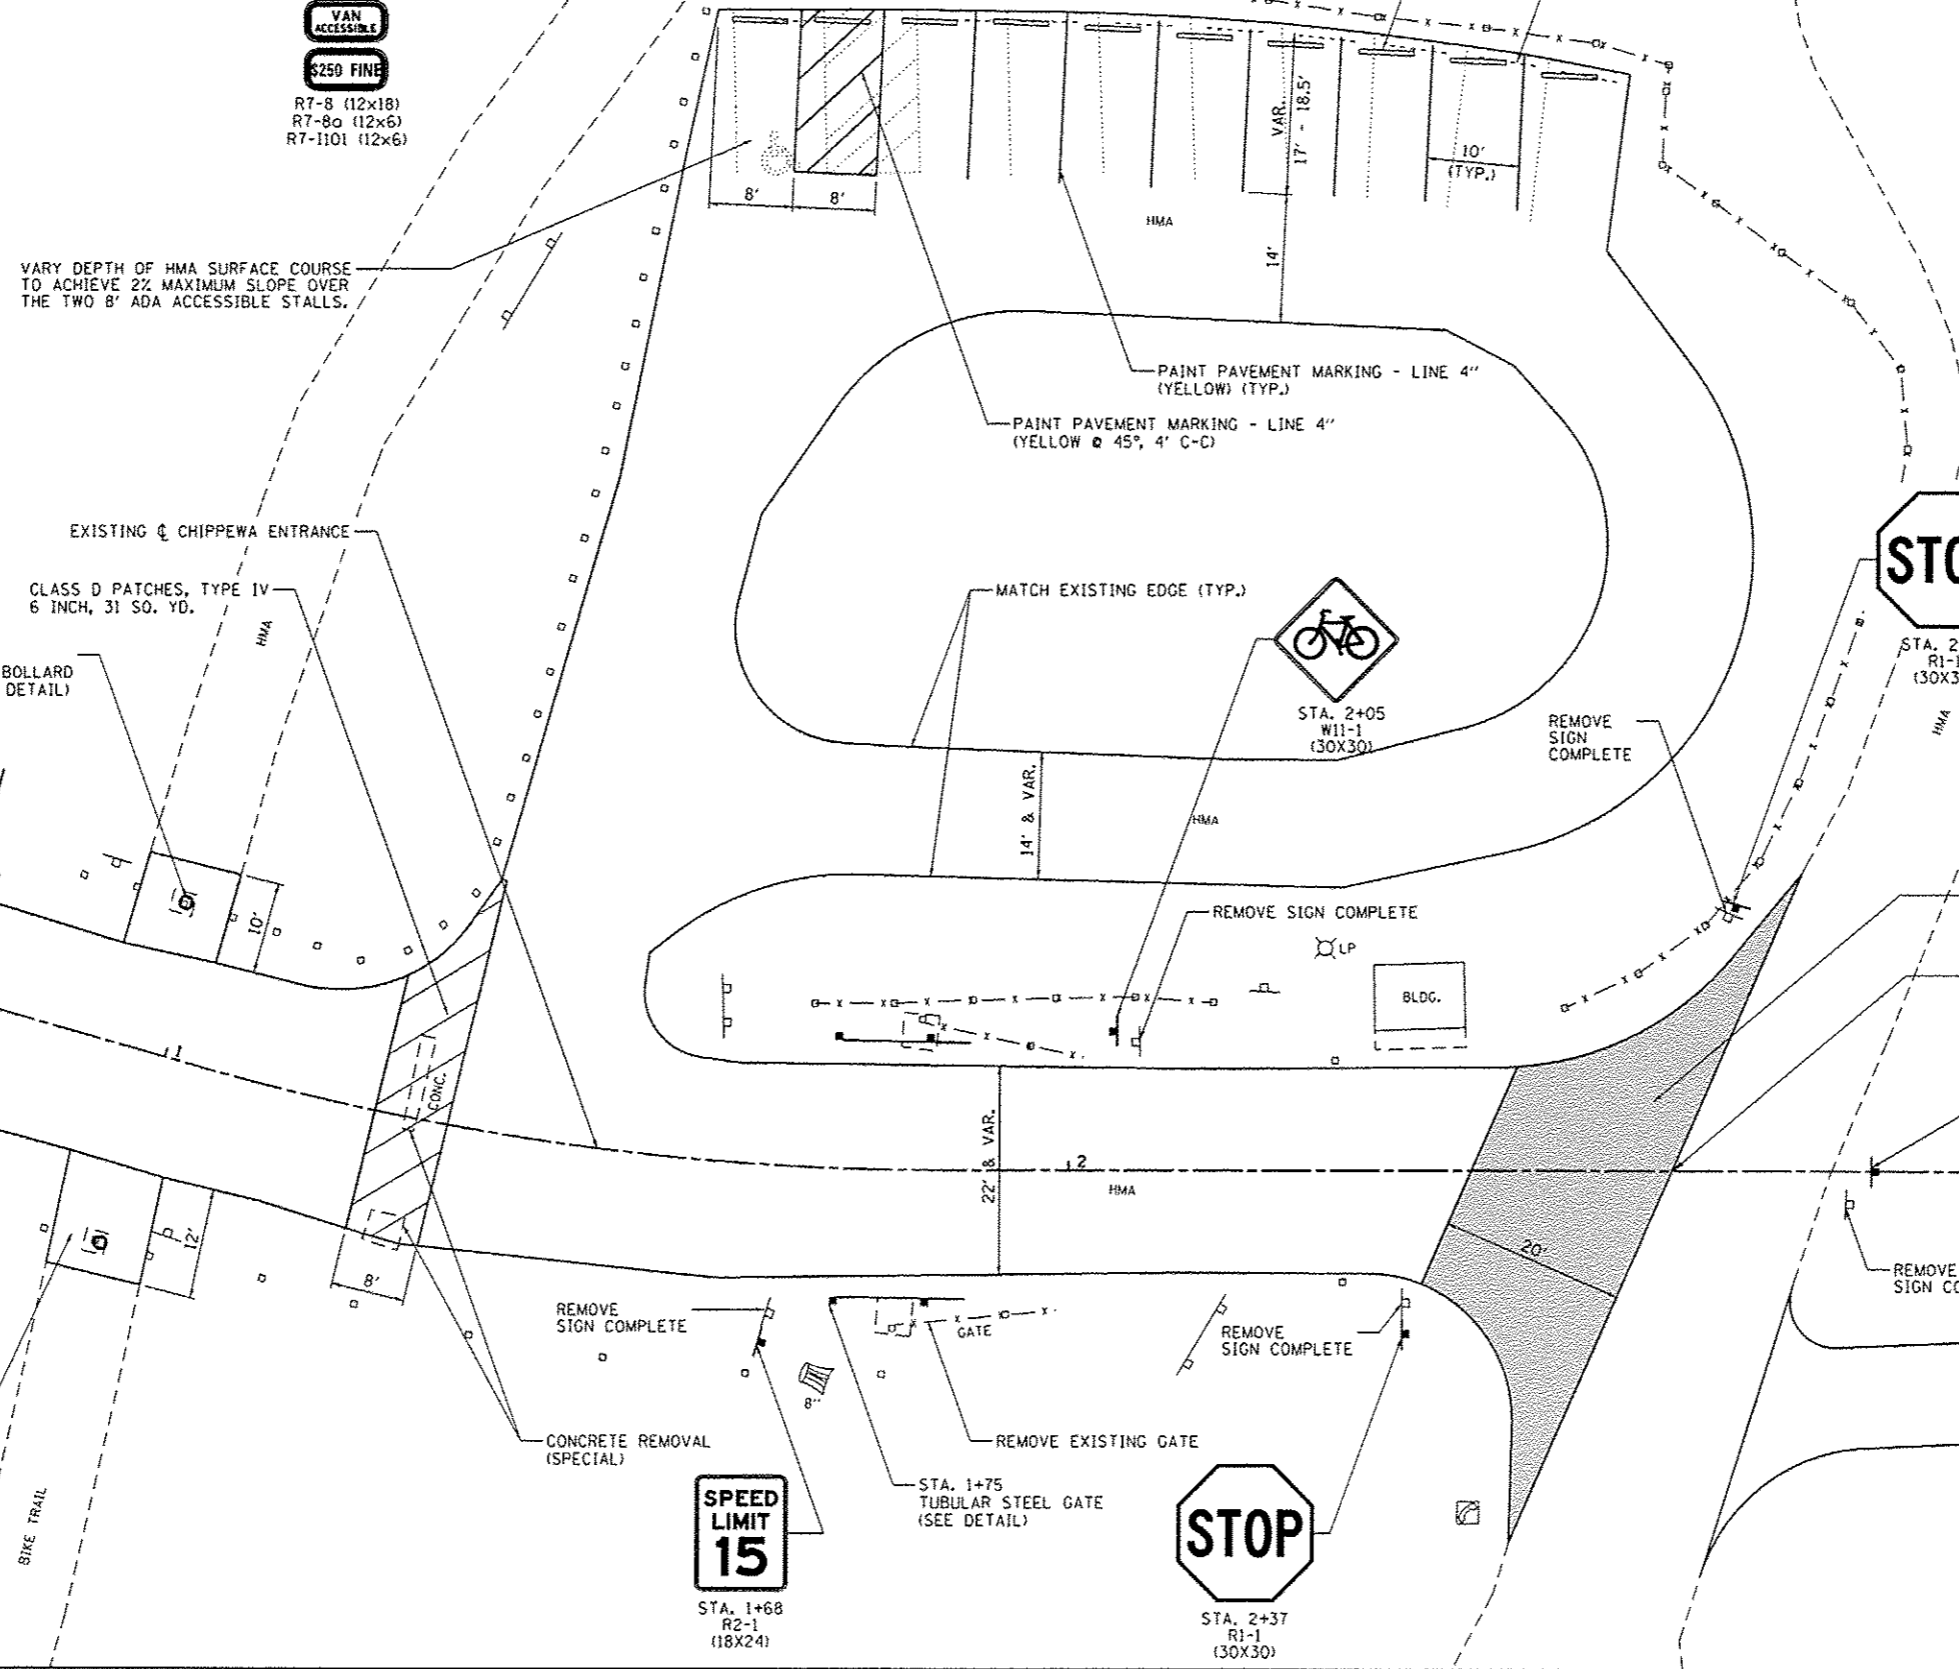 VAN
ACCESSIBLE
$250 FINE
R7-8 (12x18)
R7-8a (12x6)
R7-I101 (12x6)
VAR.
17' - 18.5'
10'
(TYP.)
8'
8'
HMA
14'
VARY DEPTH OF HMA SURFACE COURSE
TO ACHIEVE 2% MAXIMUM SLOPE OVER
THE TWO 8' ADA ACCESSIBLE STALLS.
PAINT PAVEMENT MARKING - LINE 4"
(YELLOW) (TYP.)
PAINT PAVEMENT MARKING - LINE 4"
(YELLOW @ 45°, 4' C-C)
EXISTING ℄ CHIPPEWA ENTRANCE
CLASS D PATCHES, TYPE IV
6 INCH, 31 SQ. YD.
HMA
MATCH EXISTING EDGE (TYP.)
BOLLARD
DETAIL)
STA. 2+05
W11-1
(30X30)
REMOVE
SIGN
COMPLETE
STO
STA. 2
R1-1
(30X3
HMA
14' & VAR.
HMA
10'
REMOVE SIGN COMPLETE
LP
BLDG.
1
CONC.
22' & VAR.
2
HMA
12'
8'
20'
REMOVE
SIGN CO
REMOVE
SIGN COMPLETE
GATE
REMOVE
SIGN COMPLETE
8"
CONCRETE REMOVAL
(SPECIAL)
REMOVE EXISTING GATE
STA. 1+75
TUBULAR STEEL GATE
(SEE DETAIL)
BIKE TRAIL
SPEED
LIMIT
15
STA. 1+68
R2-1
(18X24)
STOP
STA. 2+37
R1-1
(30X30)